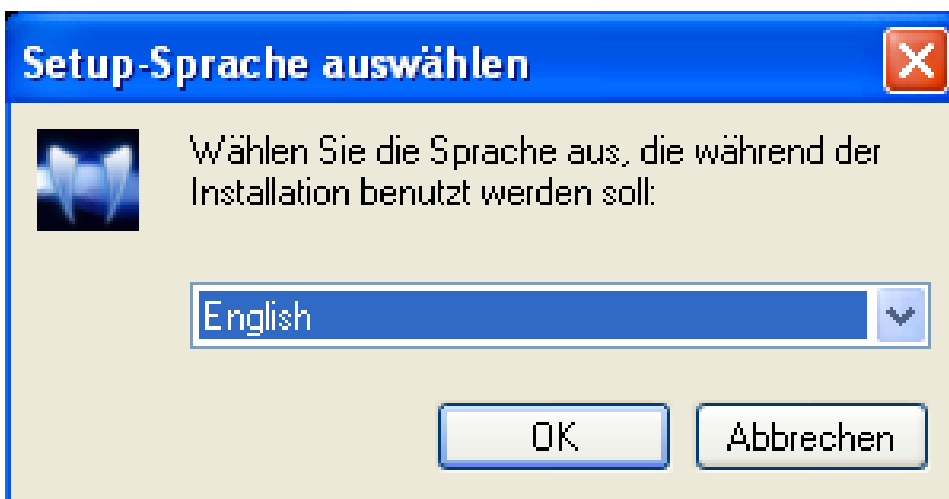 Setup-Sprache auswählen
Wählen Sie die Sprache aus, die während der
Installation benutzt werden soll:
English
OK
Abbrechen